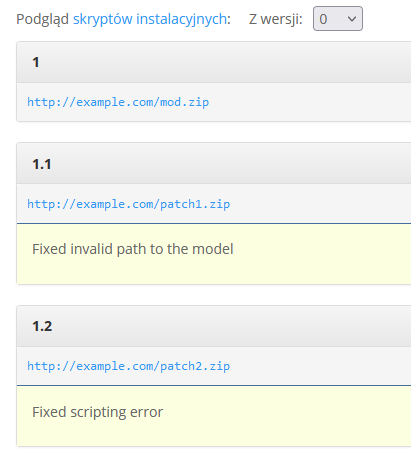 Podgląd skryptów instalacyjnych: Z wersji: 0
1
http://example.com/mod.zip
1.1
http://example.com/patch1.zip
Fixed invalid path to the model
1.2
http://example.com/patch2.zip
Fixed scripting error